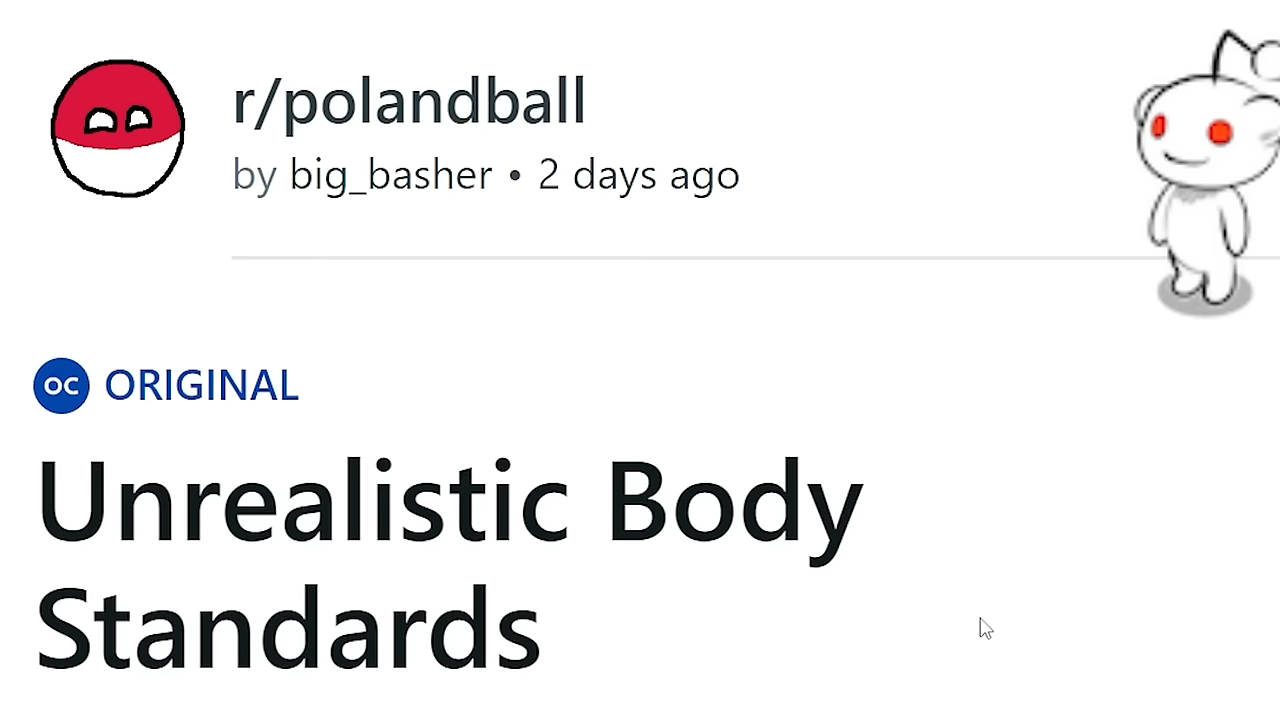 r/polandball
by big_basher • 2 days ago
OC ORIGINAL
Unrealistic Body
Standards